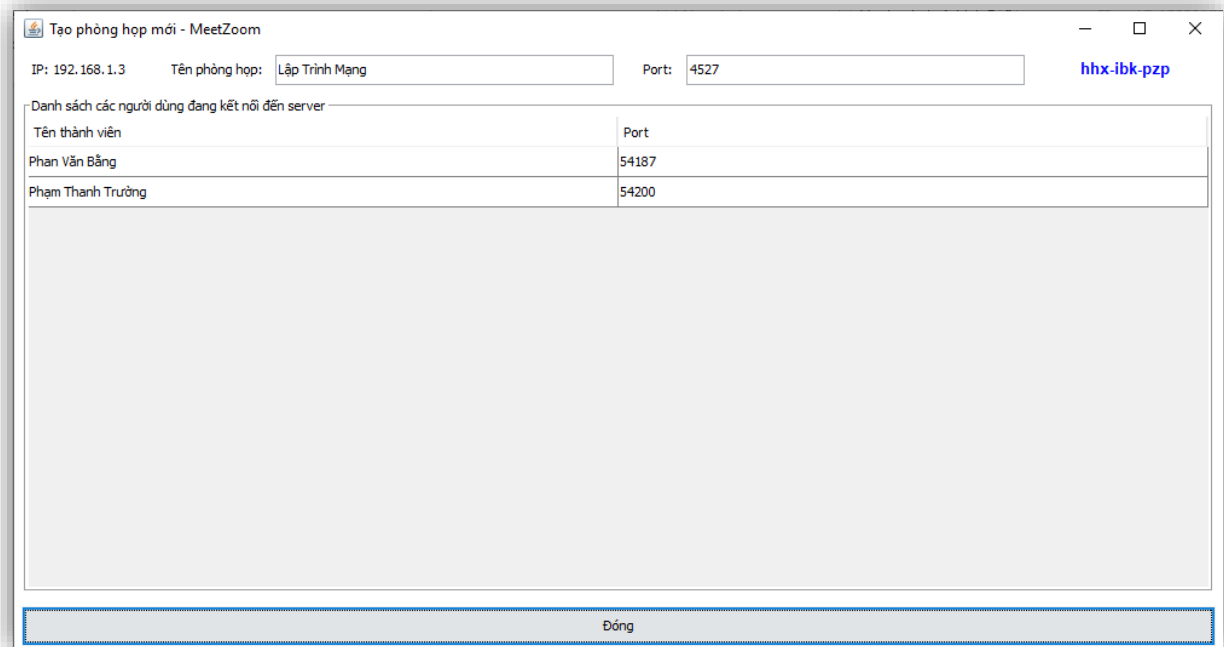 Tạo phòng họp mới - MeetZoom
IP: 192.168.1.3 Tên phòng họp: Lập Trình Mạng Port: 4527 hhx-ibk-pzp
Danh sách các người dùng đang kết nối đến server
Tên thành viên Port
Phan Văn Bằng 54187
Phạm Thanh Trường 54200
Đóng